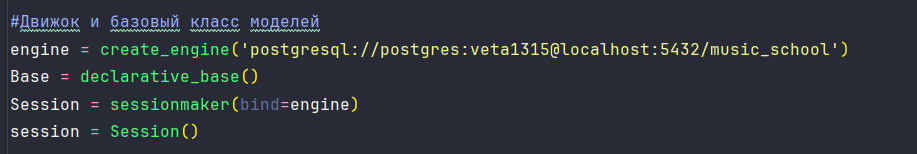 #Движок и базовый класс моделей
engine = create_engine('postgresql://postgres:veta1315@localhost:5432/music_school')
Base = declarative_base()
Session = sessionmaker(bind=engine)
session = Session()